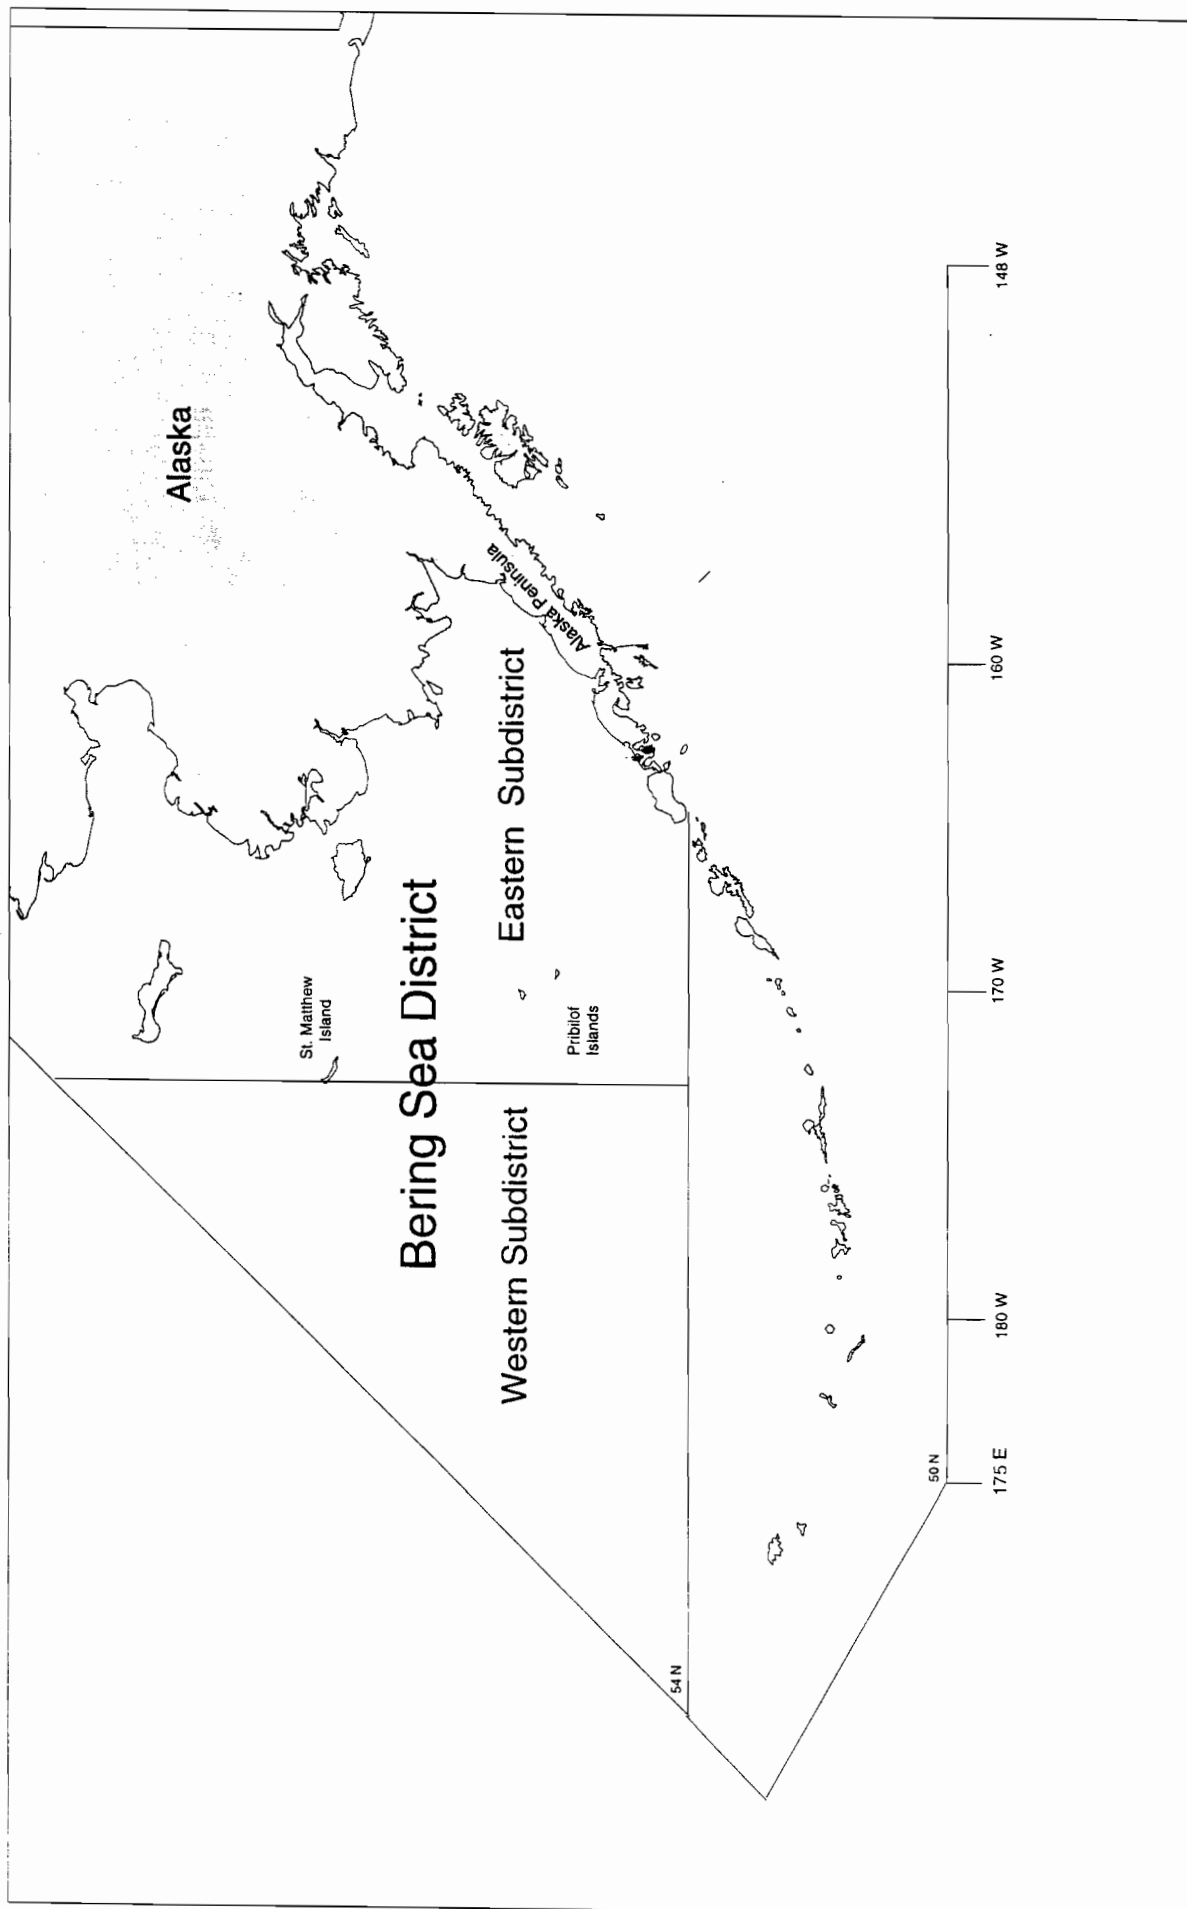 Alaska
Alaska Peninsula
St. Matthew
Island
Bering Sea District
Western Subdistrict
Eastern Subdistrict
Pribilof
Islands
54 N
50 N
175 E
180 W
170 W
160 W
148 W